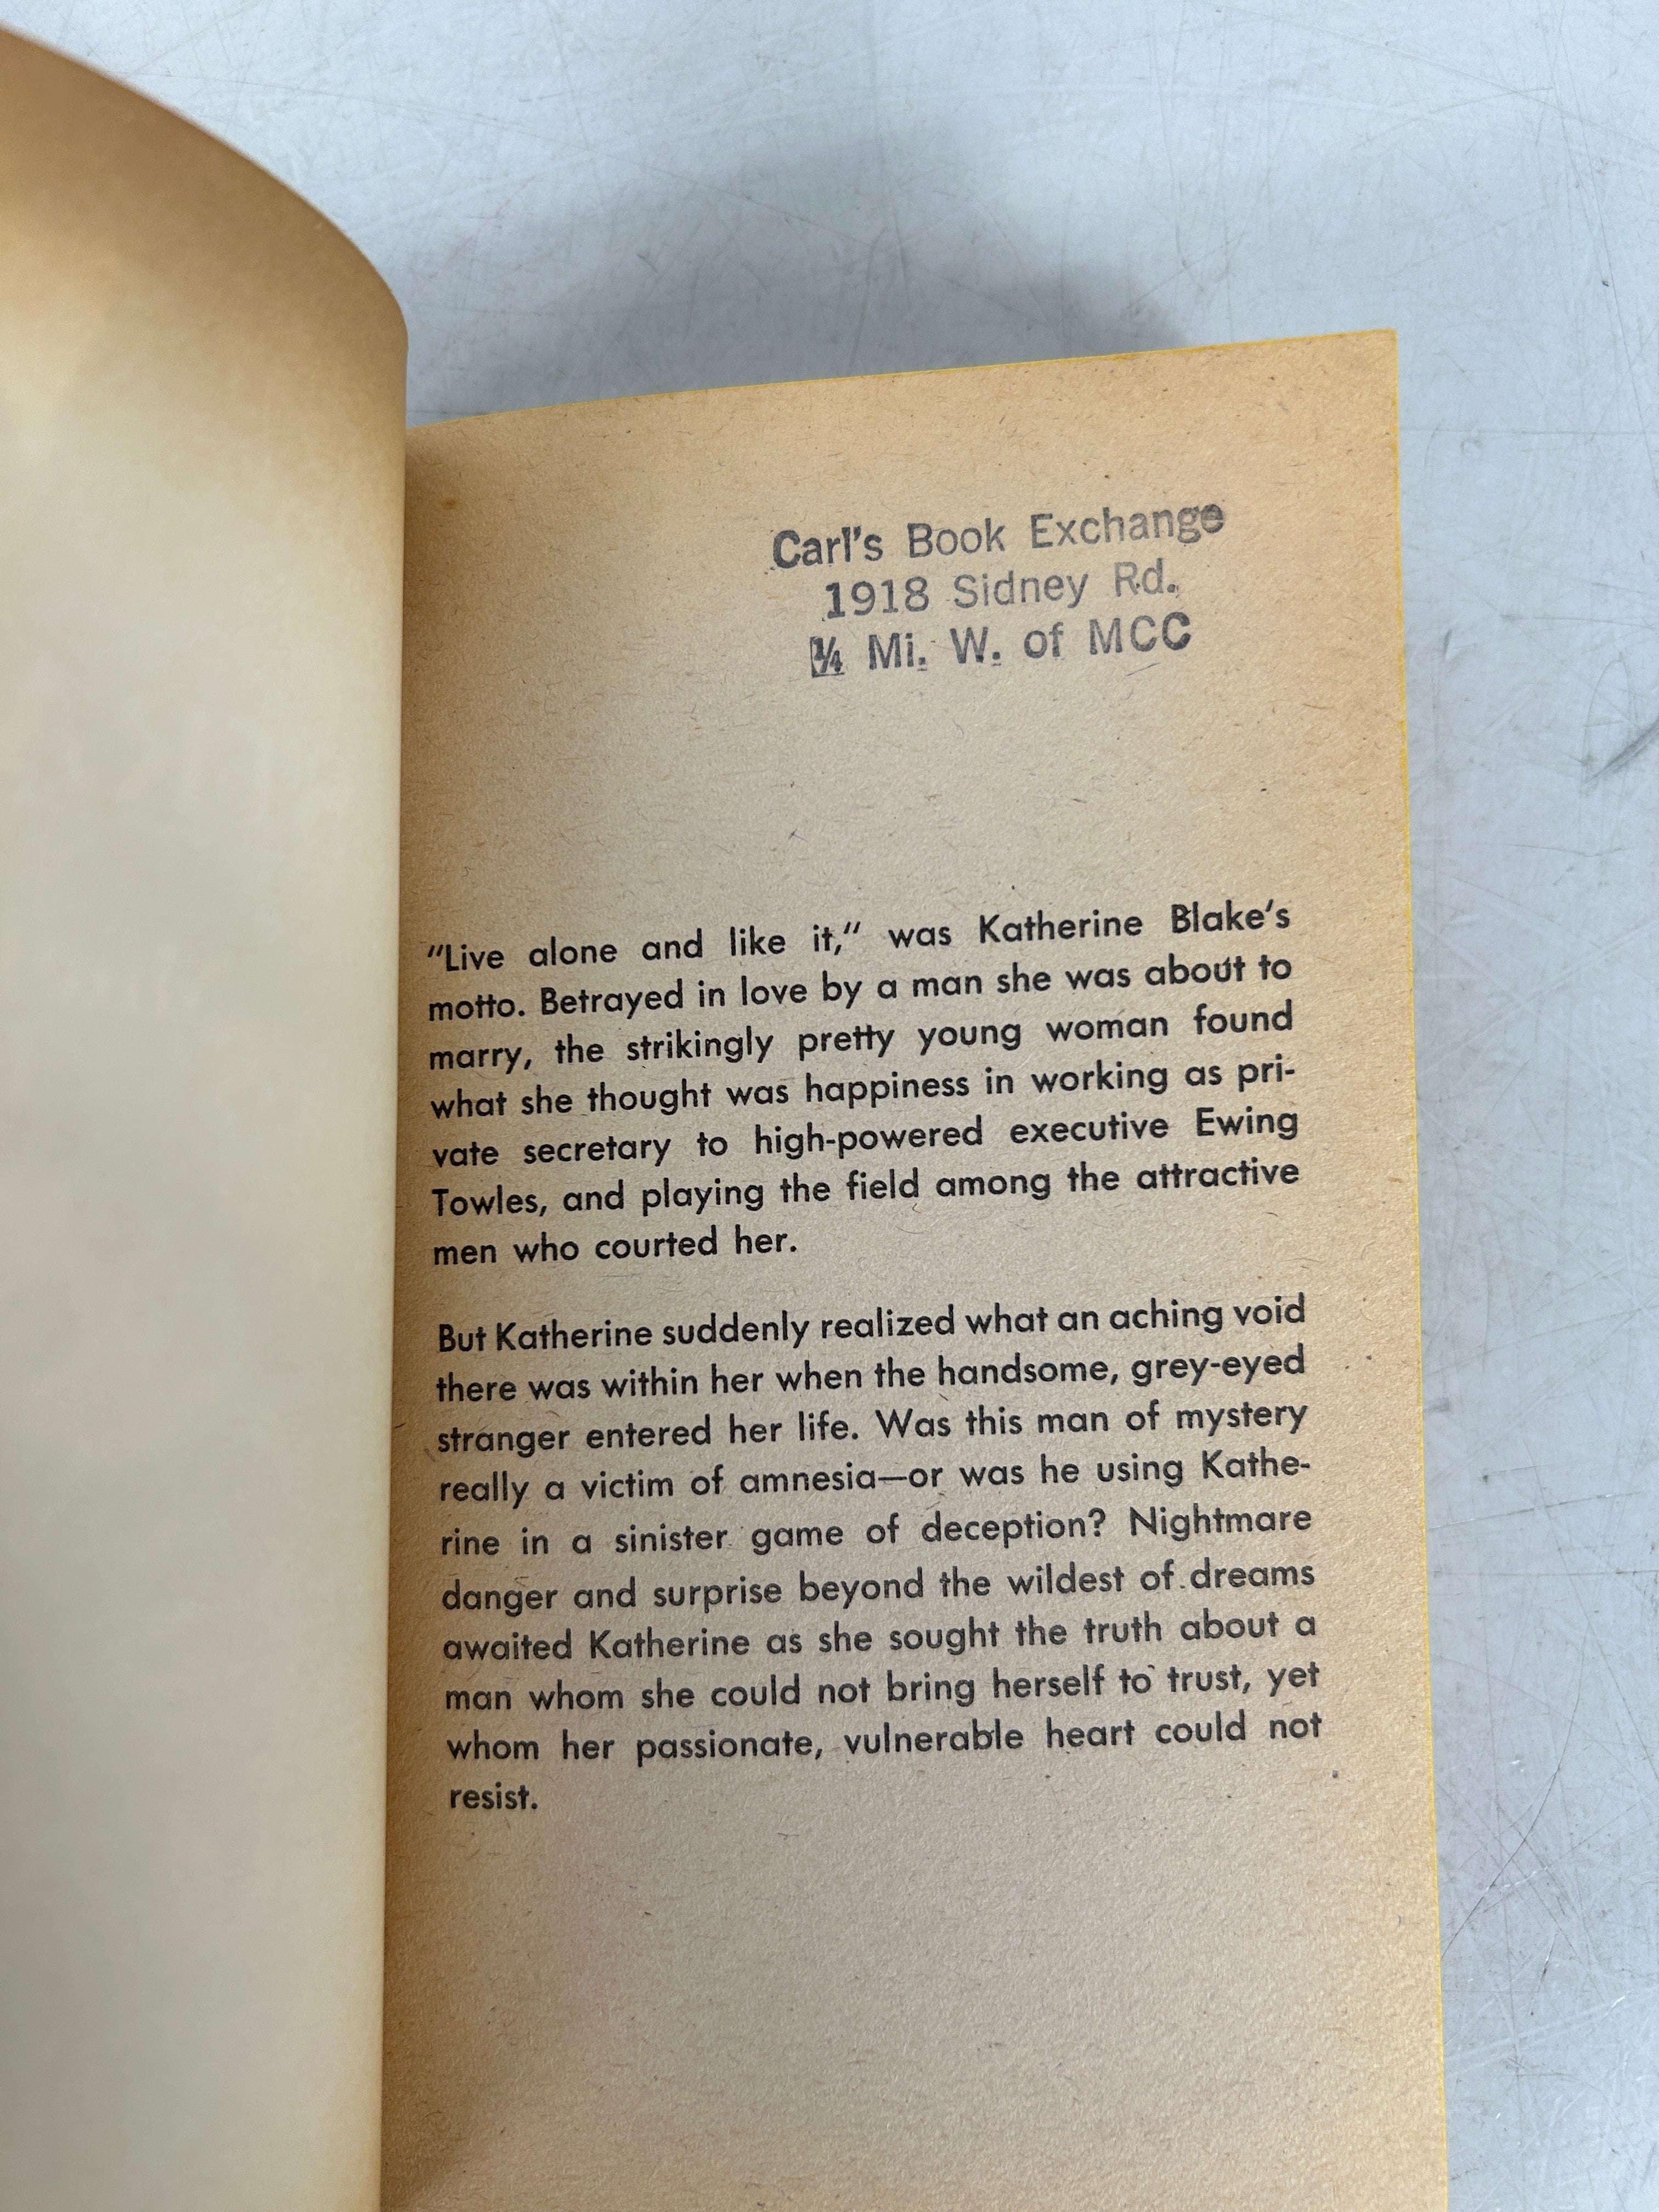 Carl's Book Exchange
1918 Sidney Rd.
¼ Mi. W. of MCC
"Live alone and like it," was Katherine Blake's
motto. Betrayed in love by a man she was about to
marry, the strikingly pretty young woman found
what she thought was happiness in working as pri-
vate secretary to high-powered executive Ewing
Towles, and playing the field among the attractive
men who courted her.
But Katherine suddenly realized what an aching void
there was within her when the handsome, grey-eyed
stranger entered her life. Was this man of mystery
really a victim of amnesia—or was he using Kathe-
rine in a sinister game of deception? Nightmare
danger and surprise beyond the wildest of dreams
awaited Katherine as she sought the truth about a
man whom she could not bring herself to trust, yet
whom her passionate, vulnerable heart could not
resist.